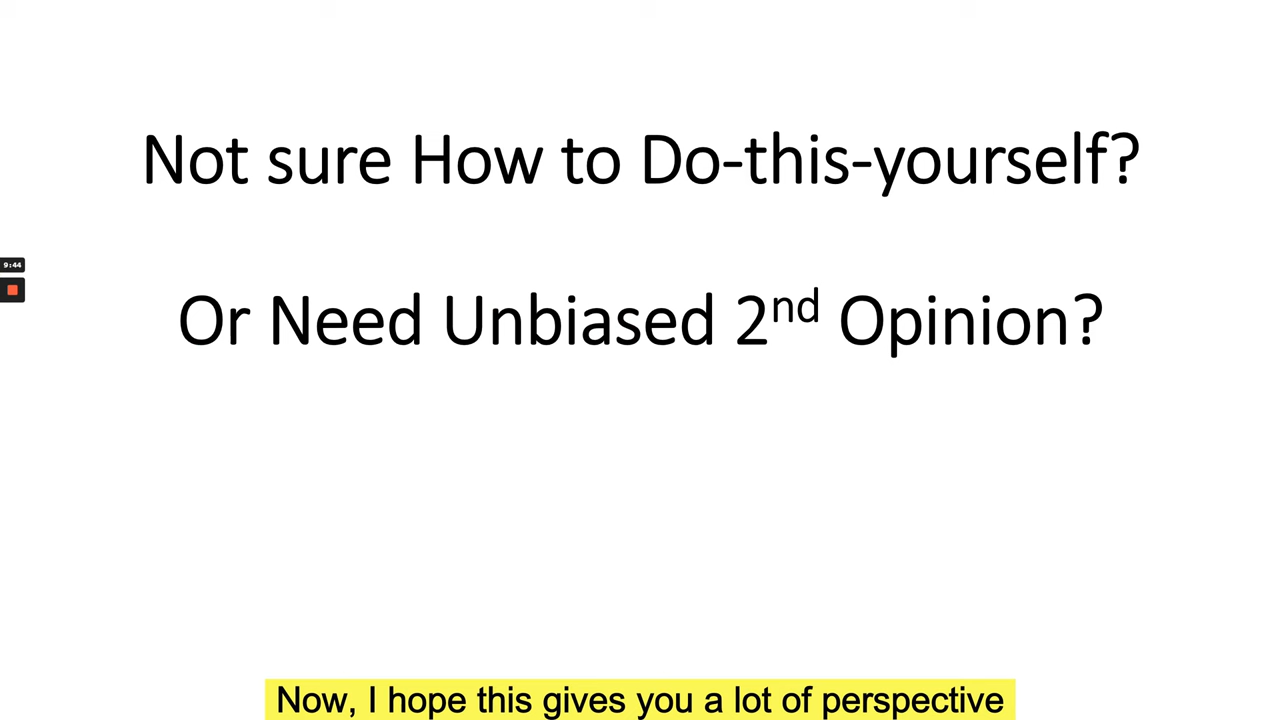 Not sure How to Do-this-yourself?
9:44
Or Need Unbiased 2nd Opinion?
Now, I hope this gives you a lot of perspective